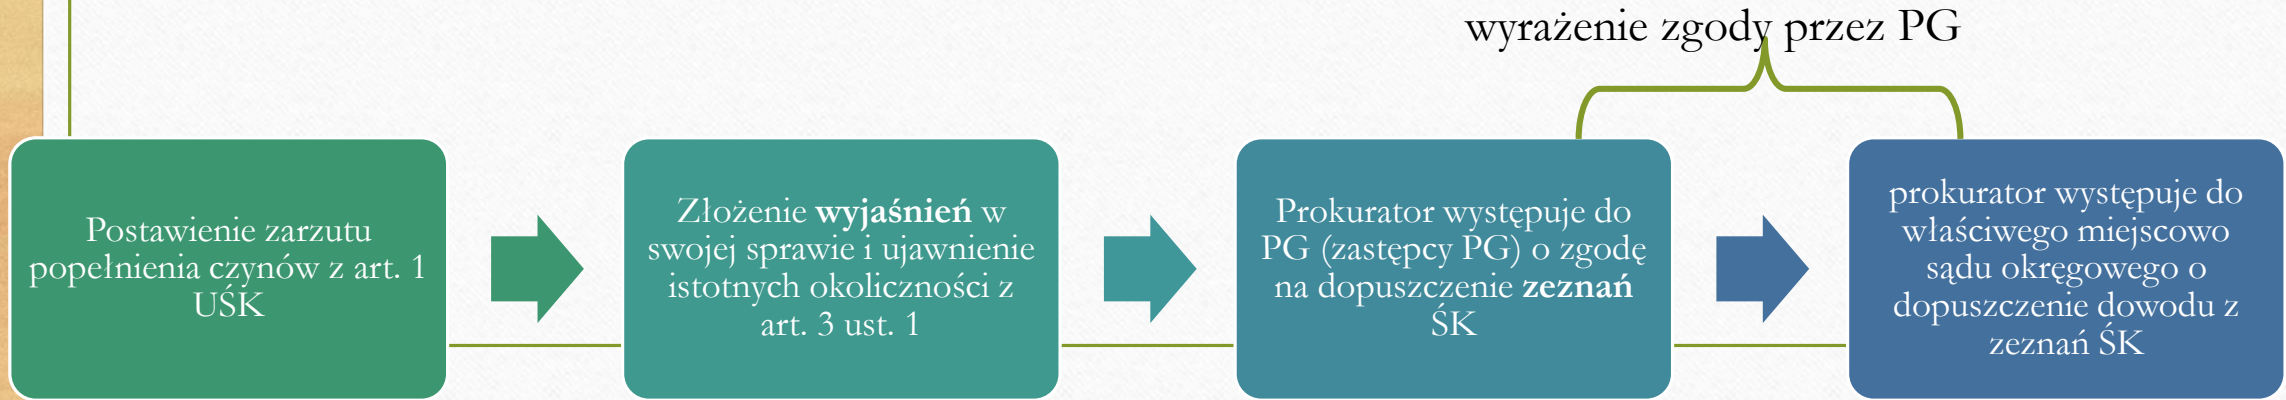 wyrażenie zgody przez PG
Postawienie zarzutu
popełnienia czynów z art. 1
UŚK
Złożenie wyjaśnień w
swojej sprawie i ujawnienie
istotnych okoliczności z
art. 3 ust. 1
Prokurator występuje do
PG (zastępcy PG) o zgodę
na dopuszczenie zeznań
ŚK
prokurator występuje do
właściwego miejscowo
sądu okręgowego o
dopuszczenie dowodu z
zeznań ŚK